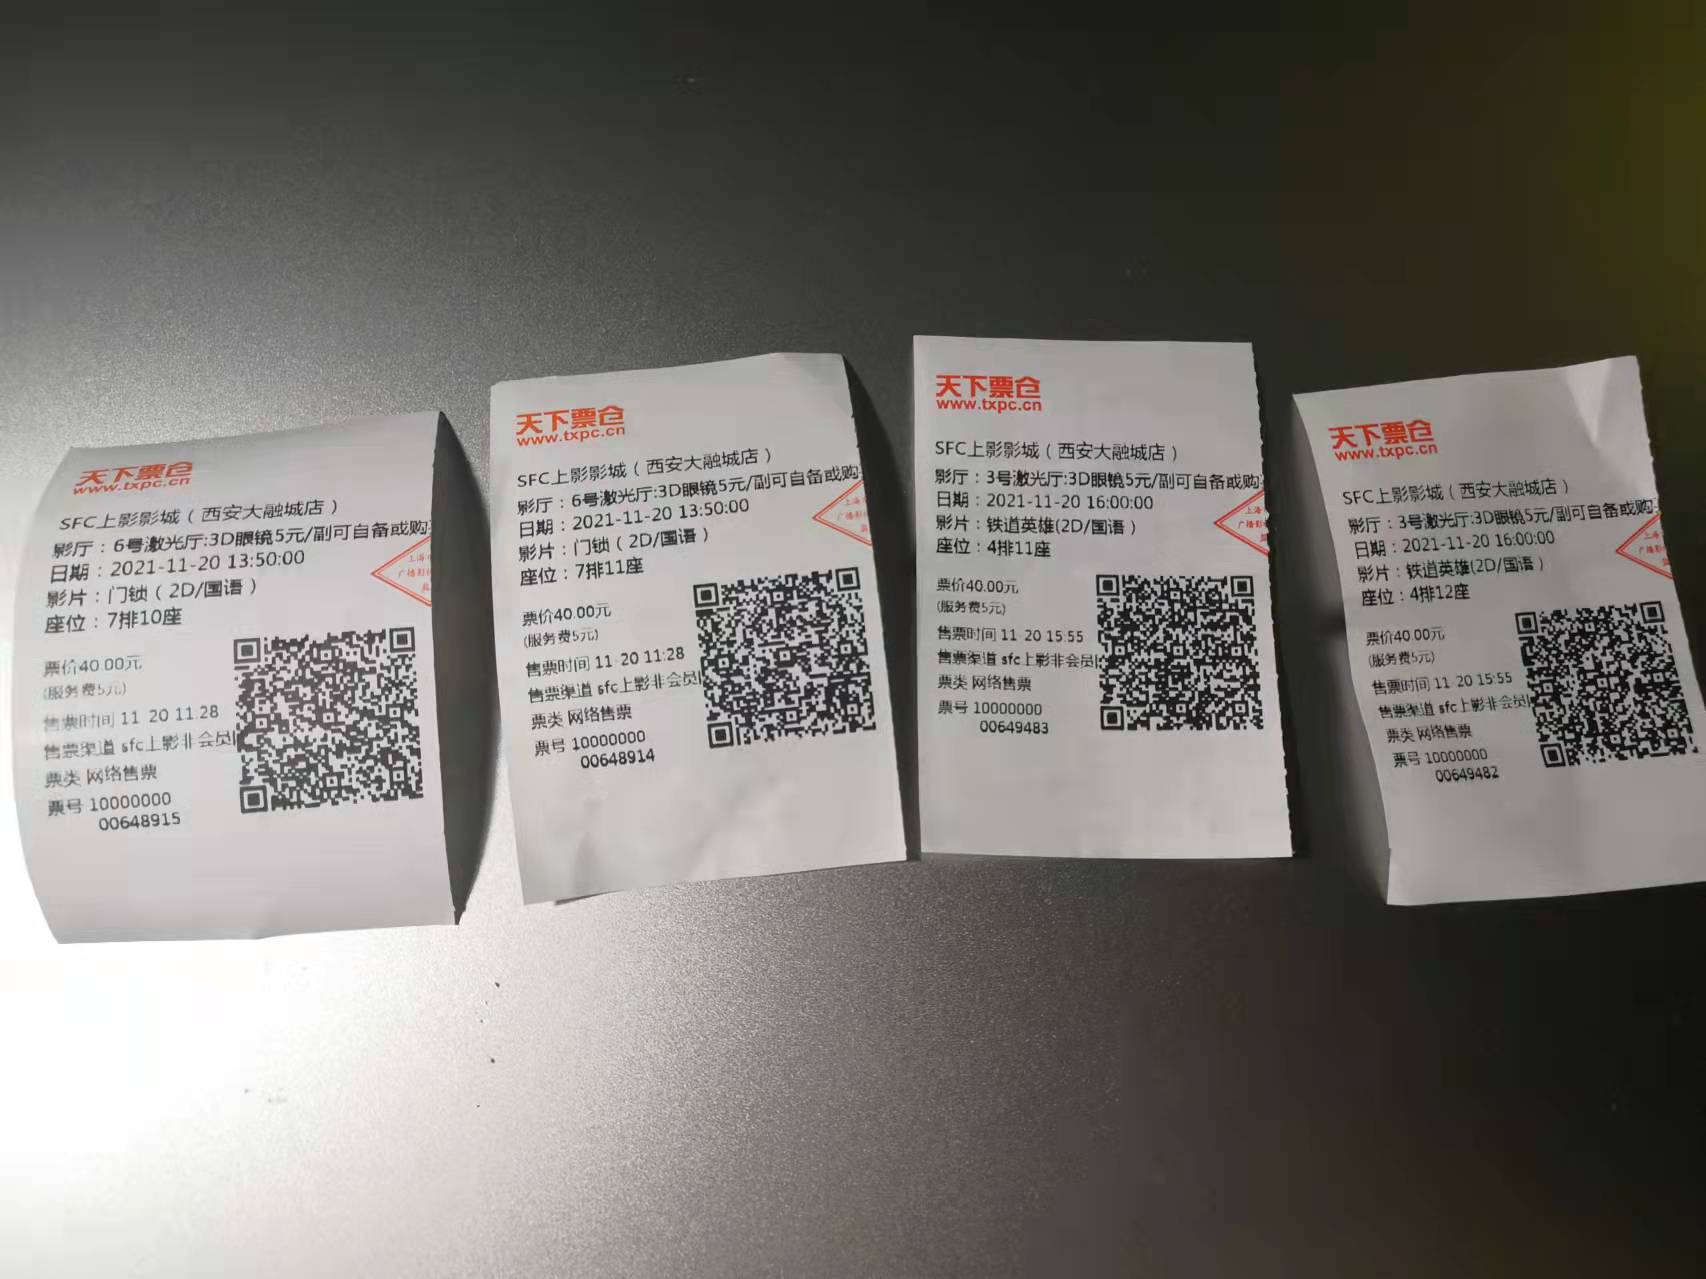 天下票仓
www.txpc.cn
SFC上影影城（西安大融城店）
影厅：6号激光厅:3D眼镜5元/副可自备或购
日期：2021-11-20 13:50:00
影片：门锁（2D/国语）
座位：7排10座
票价40.00元
(服务费5元)
售票时间 11-20 11:28
售票渠道 sfc上影非会员
票类 网络售票
票号 10000000
00648915
上海
广播影
天下票仓
www.txpc.cn
SFC上影影城（西安大融城店）
影厅：6号激光厅:3D眼镜5元/副可自备或购
日期：2021-11-20 13:50:00
影片：门锁（2D/国语）
座位：7排11座
票价40.00元
(服务费5元)
售票时间 11-20 11:28
售票渠道 sfc上影非会员
票类 网络售票
票号 10000000
00648914
上海
广播影
天下票仓
www.txpc.cn
SFC上影影城（西安大融城店）
影厅：3号激光厅:3D眼镜5元/副可自备或购
日期：2021-11-20 16:00:00
影片：铁道英雄(2D/国语）
座位：4排11座
票价40.00元
(服务费5元)
售票时间 11-20 15:55
售票渠道 sfc上影非会员
票类 网络售票
票号 10000000
00649483
上海
广播影
天下票仓
www.txpc.cn
SFC上影影城（西安大融城店）
影厅：3号激光厅:3D眼镜5元/副可自备或购
日期：2021-11-20 16:00:00
影片：铁道英雄(2D/国语）
座位：4排12座
票价40.00元
(服务费5元)
售票时间 11-20 15:55
售票渠道 sfc上影非会员
票类 网络售票
票号 10000000
00649482
上海
广播影